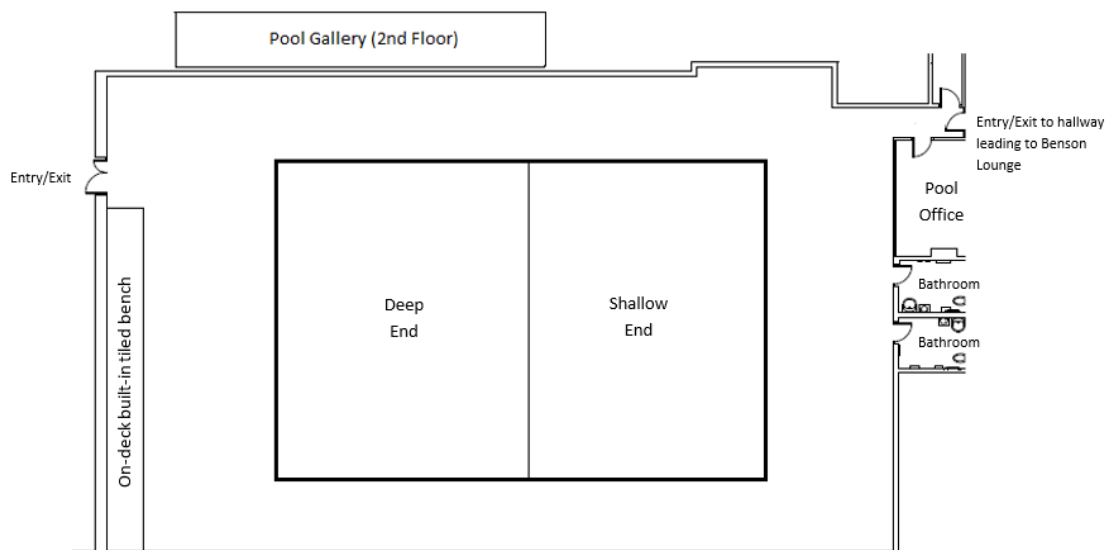 Pool Gallery (2nd Floor)
Entry/Exit to hallway
leading to Benson
Lounge
Entry/Exit
Pool
Office
Bathroom
Deep
End
Shallow
End
Bathroom
On-deck built-in tiled bench